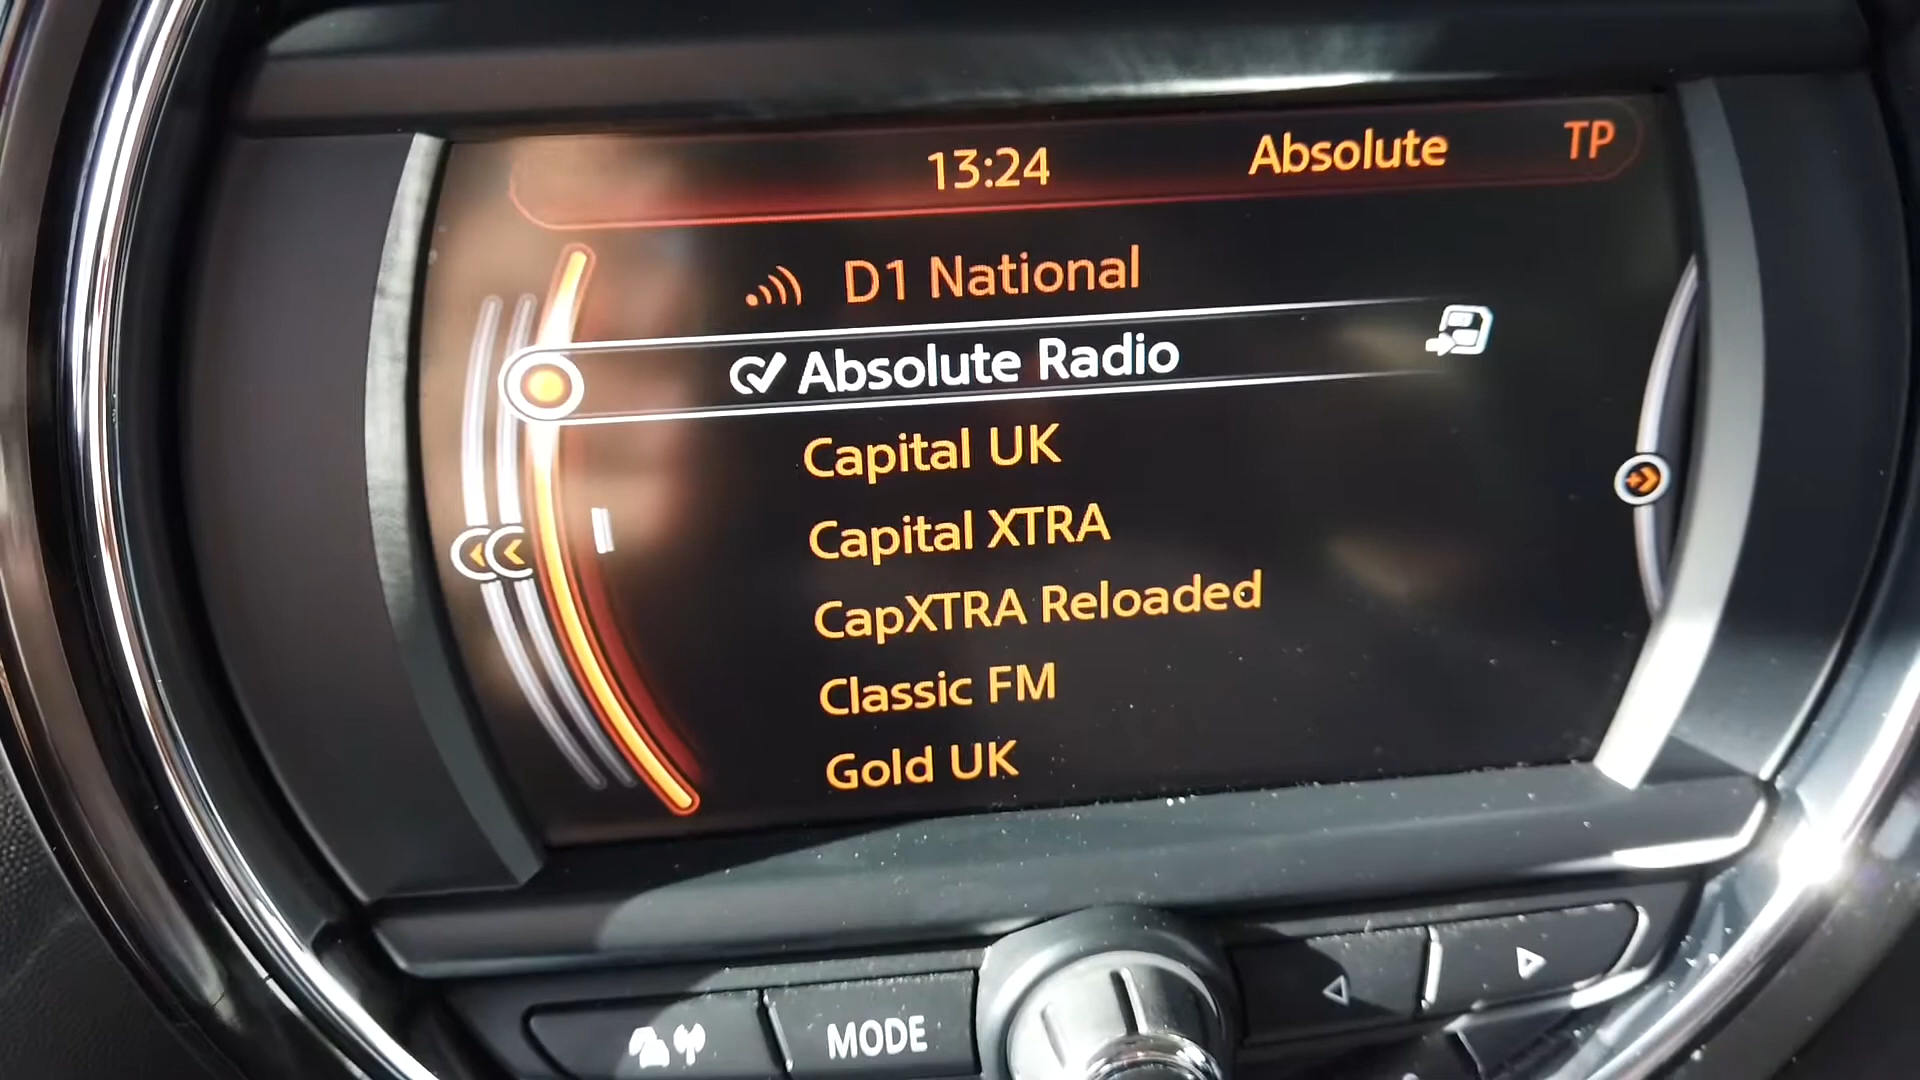 13:24 Absolute TP
D1 National
Absolute Radio
Capital UK
Capital XTRA
CapXTRA Reloaded
Classic FM
Gold UK
MODE